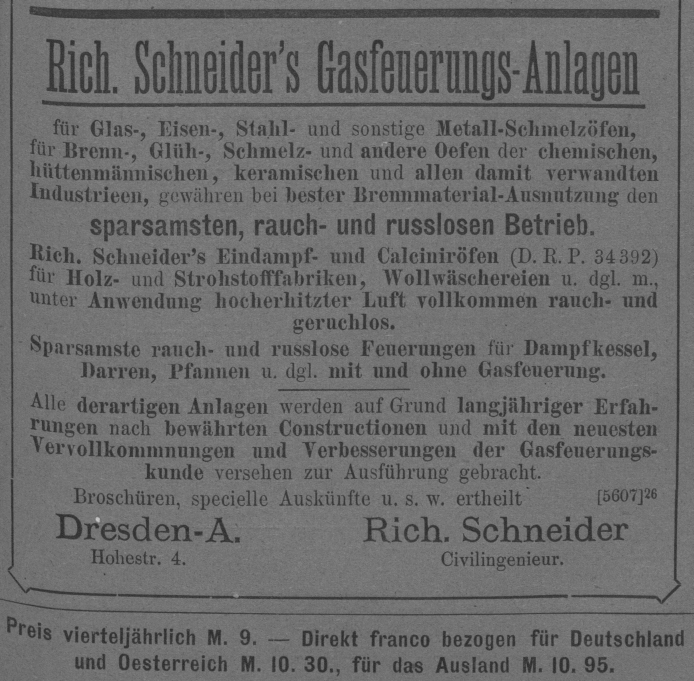 Rich. Schneider's Gasfeuerungs-Anlagen
für Glas-, Eisen-, Stahl- und sonstige Metall-Schmelzöfen,
für Brenn-, Glüh-, Schmelz- und andere Oefen der chemischen,
hüttenmännischen, keramischen und allen damit verwandten
Industrieen, gewähren bei bester Brennmaterial-Ausnutzung den
sparsamsten, rauch- und russlosen Betrieb.
Rich. Schneider's Eindampf- und Calciniröfen (D. R. P. 34392)
für Holz- und Strohstofffabriken, Wollwäschereien u. dgl. m.,
unter Anwendung hocherhitzter Luft vollkommen rauch- und
geruchlos.
Sparsamste rauch- und russlose Feuerungen für Dampfkessel,
Darren, Pfannen u. dgl. mit und ohne Gasfeuerung.
Alle derartigen Anlagen werden auf Grund langjähriger Erfah-
rungen nach bewährten Constructionen und mit den neuesten
Vervollkommnungen und Verbesserungen der Gasfeuerungs-
kunde versehen zur Ausführung gebracht.
Broschüren, specielle Auskünfte u. s. w. ertheilt [5607]26
Dresden-A. Rich. Schneider
Hohestr. 4. Civilingenieur.
Preis vierteljährlich M. 9. — Direkt franco bezogen für Deutschland
und Oesterreich M. 10. 30., für das Ausland M. 10. 95.